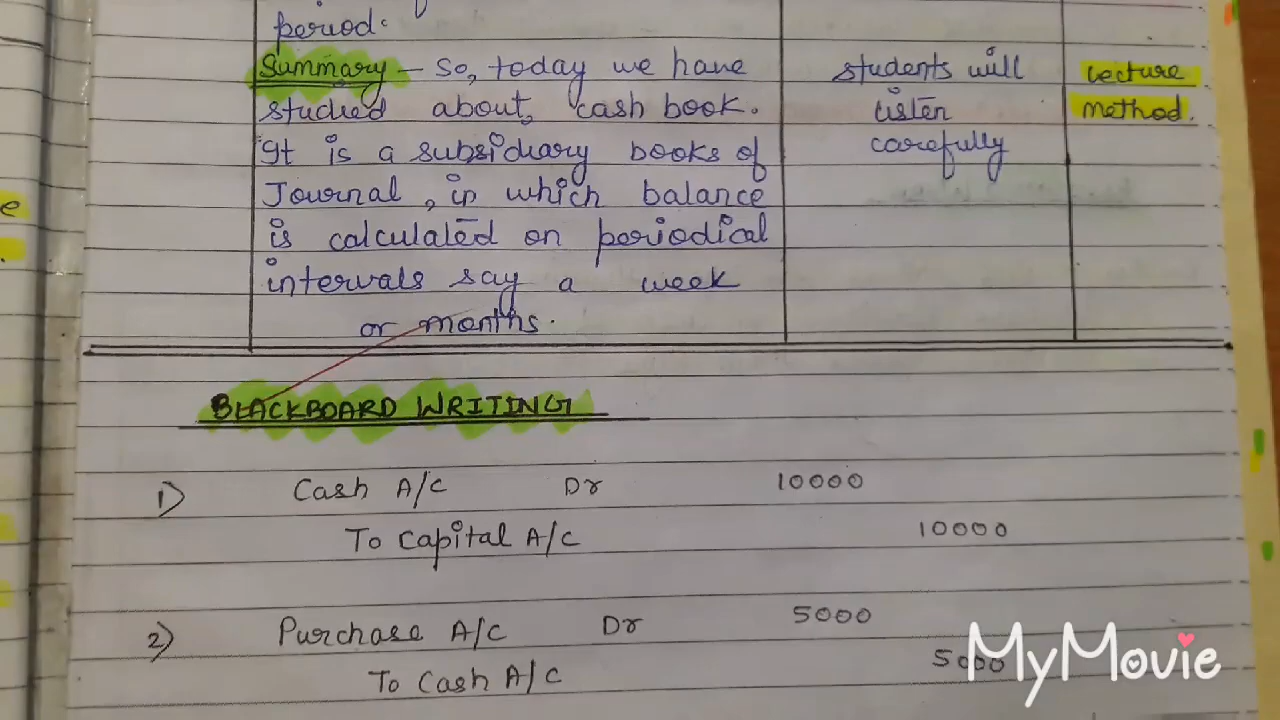 period.
Summary - So, today we have
studied about, cash book.
It is a subsidiary books of
Journal, in which balance
is calculated on periodical
intervals say a week
or months.
students will
listen
carefully
Lecture
method.
BLACKBOARD WRITING
1) Cash A/C Dr 10000
To Capital A/C 10000
2) Purchase A/C Dr 5000
To Cash A/C 5000
MyMovie